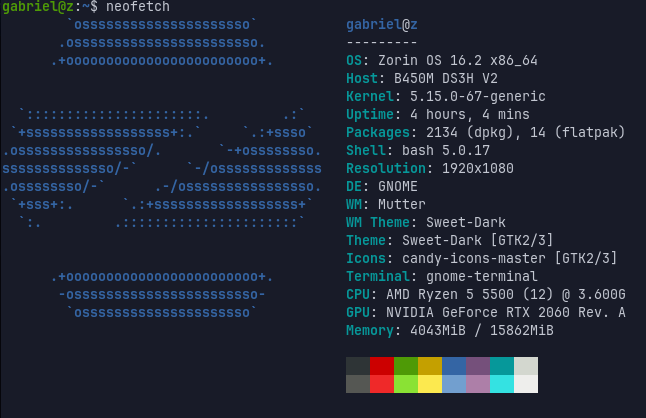 gabriel@z:~$ neofetch
`osssssssssssssssssssso`
.osssssssssssssssssssssso.
.+oooooooooooooooooooooooo+.
`::::::::::::::::::::::.         .:`
`+ssssssssssssssssss+:.`     `.:+ssso`
.ossssssssssssssso/.       `-+ossssssso.
ssssssssssssso/-`      `-/osssssssssssss
.ossssssso/-`      .-/ossssssssssssssso.
`+sss+:.      `.:+ssssssssssssssssss+`
`:.         .::::::::::::::::::::::`
.+oooooooooooooooooooooooo+.
-osssssssssssssssssssssso-
`osssssssssssssssssssso`
gabriel@z
---------
OS: Zorin OS 16.2 x86_64
Host: B450M DS3H V2
Kernel: 5.15.0-67-generic
Uptime: 4 hours, 4 mins
Packages: 2134 (dpkg), 14 (flatpak)
Shell: bash 5.0.17
Resolution: 1920x1080
DE: GNOME
WM: Mutter
WM Theme: Sweet-Dark
Theme: Sweet-Dark [GTK2/3]
Icons: candy-icons-master [GTK2/3]
Terminal: gnome-terminal
CPU: AMD Ryzen 5 5500 (12) @ 3.600G
GPU: NVIDIA GeForce RTX 2060 Rev. A
Memory: 4043MiB / 15862MiB